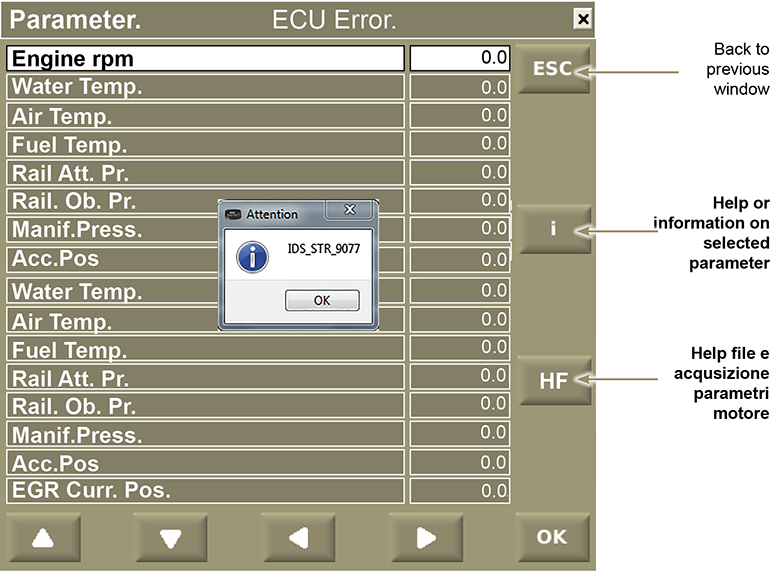 Parameter. ECU Error.
Engine rpm 0.0 ESC
Water Temp. 0.0
Air Temp. 0.0
Fuel Temp. 0.0
Rail Att. Pr. 0.0
Rail. Ob. Pr. 0.0
Manif.Press. 0.0 i
Acc.Pos 0.0
Water Temp. 0.0
Air Temp. 0.0
Fuel Temp. 0.0
Rail Att. Pr. 0.0 HF
Rail. Ob. Pr. 0.0
Manif.Press. 0.0
Acc.Pos 0.0
EGR Curr. Pos. 0.0
OK
Attention
IDS_STR_9077
OK
Back to
previous
window
Help or
information on
selected
parameter
Help file e
acqusizione
parametri
motore